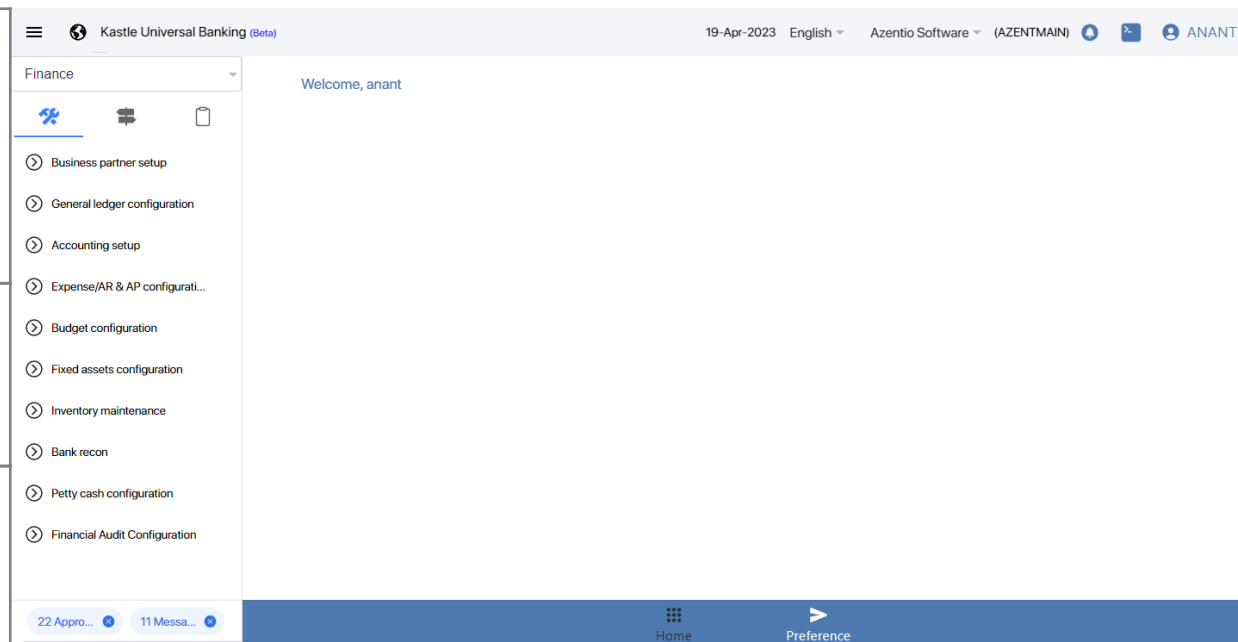 Kastle Universal Banking (Beta)
19-Apr-2023 English Azentio Software (AZENTMAIN) ANANT
Finance
Welcome, anant
Business partner setup
General ledger configuration
Accounting setup
Expense/AR & AP configurati...
Budget configuration
Fixed assets configuration
Inventory maintenance
Bank recon
Petty cash configuration
Financial Audit Configuration
22 Appro... 11 Messa...
Home Preference